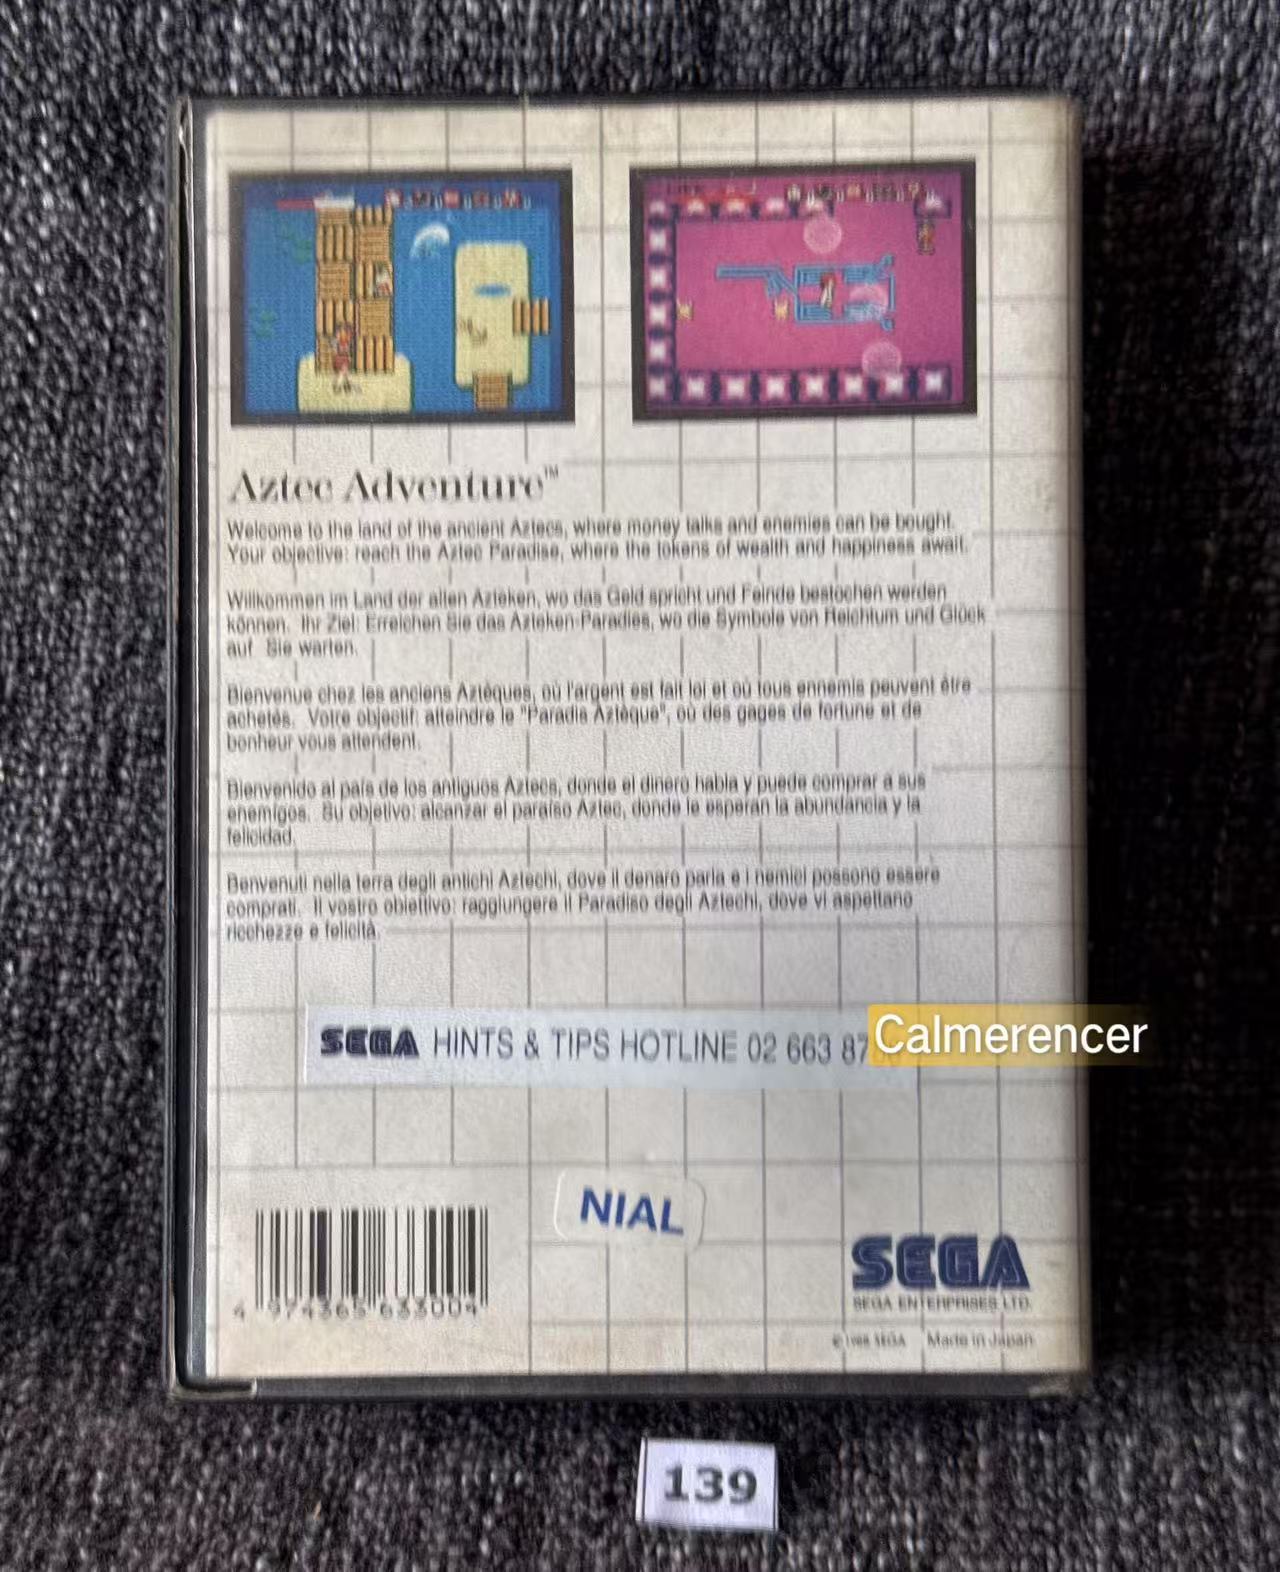 Aztec Adventure™
Welcome to the land of the ancient Aztecs, where money talks and enemies can be bought.
Your objective: reach the Aztec Paradise, where the tokens of wealth and happiness await.
Willkommen im Land der alten Azteken, wo das Geld spricht und Feinde bestochen werden
können. Ihr Ziel: Erreichen Sie das Azteken-Paradies, wo die Symbole von Reichtum und Glück
auf Sie warten.
Bienvenue chez les anciens Aztèques, où l'argent est fait loi et où tous ennemis peuvent être
achetés. Votre objectif: atteindre le "Paradis Aztèque", où des gages de fortune et de
bonheur vous attendent.
Bienvenido al país de los antiguos Aztecs, donde el dinero habla y puede comprar a sus
enemigos. Su objetivo: alcanzar el paraíso Aztec, donde le esperan la abundancia y la
felicidad.
Benvenuti nella terra degli antichi Aztechi, dove il denaro parla e i nemici possono essere
comprati. Il vostro obiettivo: raggiungere il Paradiso degli Aztechi, dove vi aspettano
ricchezze e felicità.
SEGA HINTS & TIPS HOTLINE 02 663 87
Calmerencer
NIAL
4 974365 633004
SEGA
SEGA ENTERPRISES LTD.
© 1988 SEGA Made in Japan
139